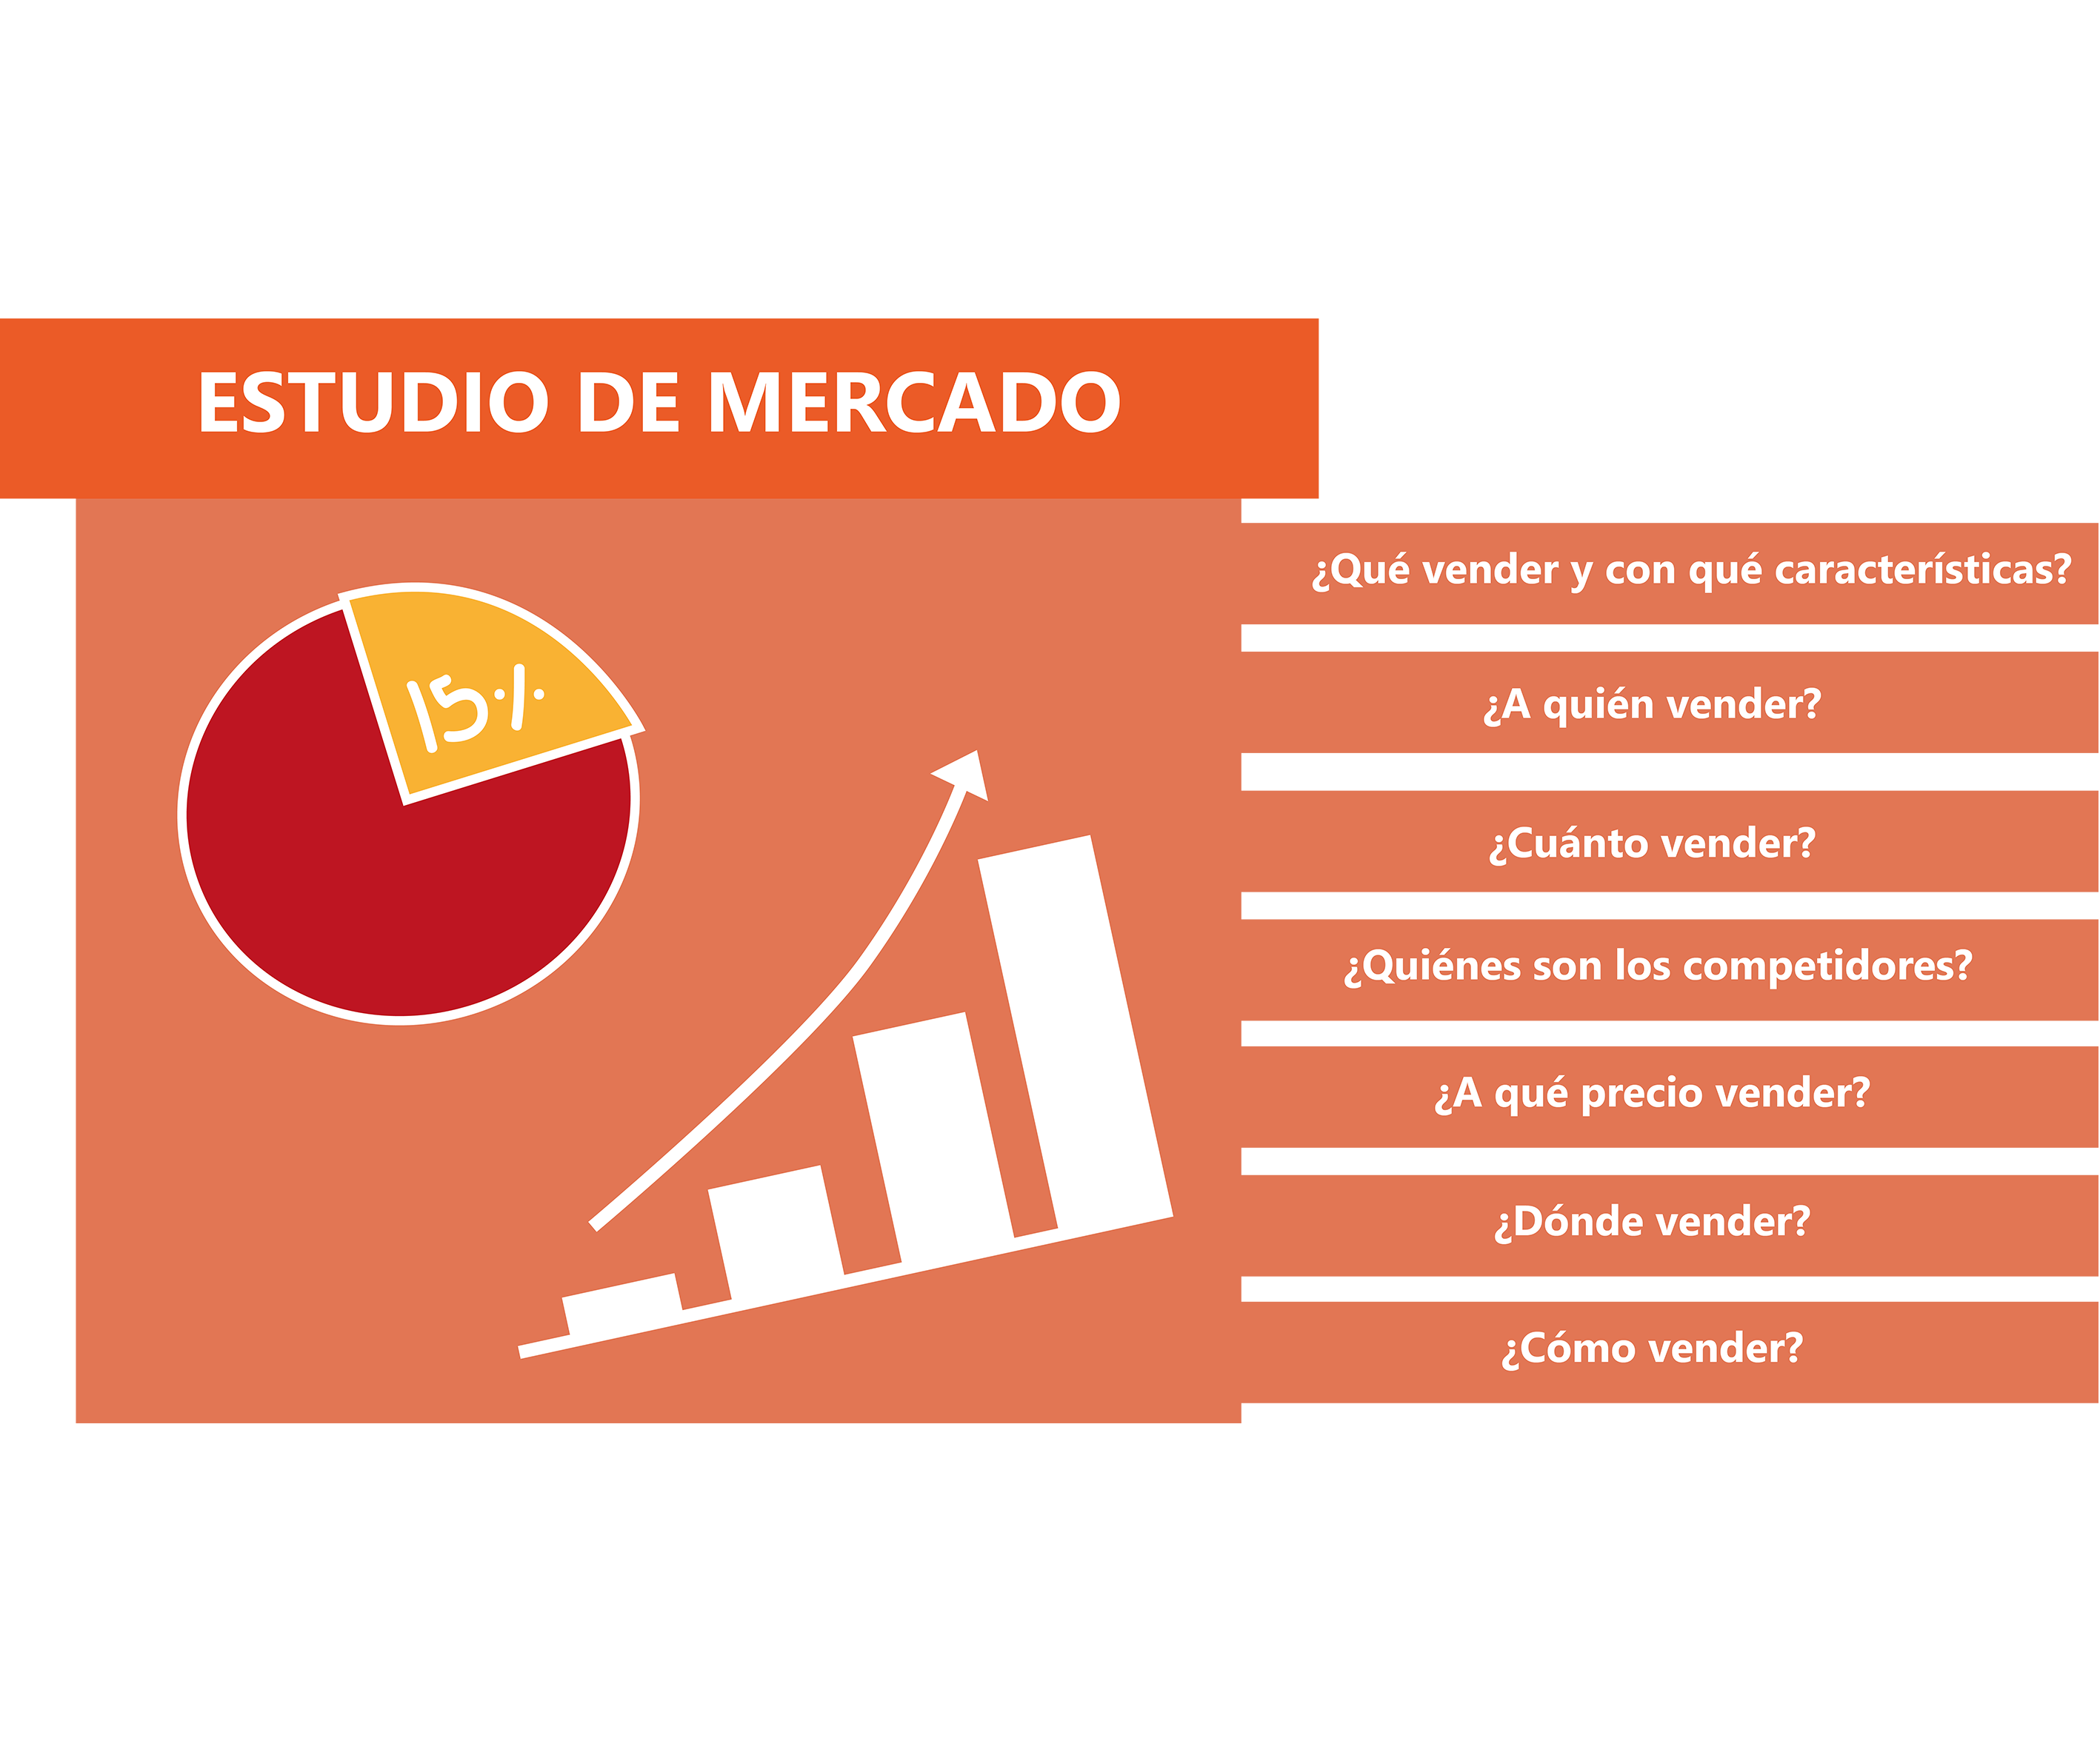 ESTUDIO DE MERCADO
15%
¿Qué vender y con qué características?
¿A quién vender?
¿Cuánto vender?
¿Quiénes son los competidores?
¿A qué precio vender?
¿Dónde vender?
¿Cómo vender?